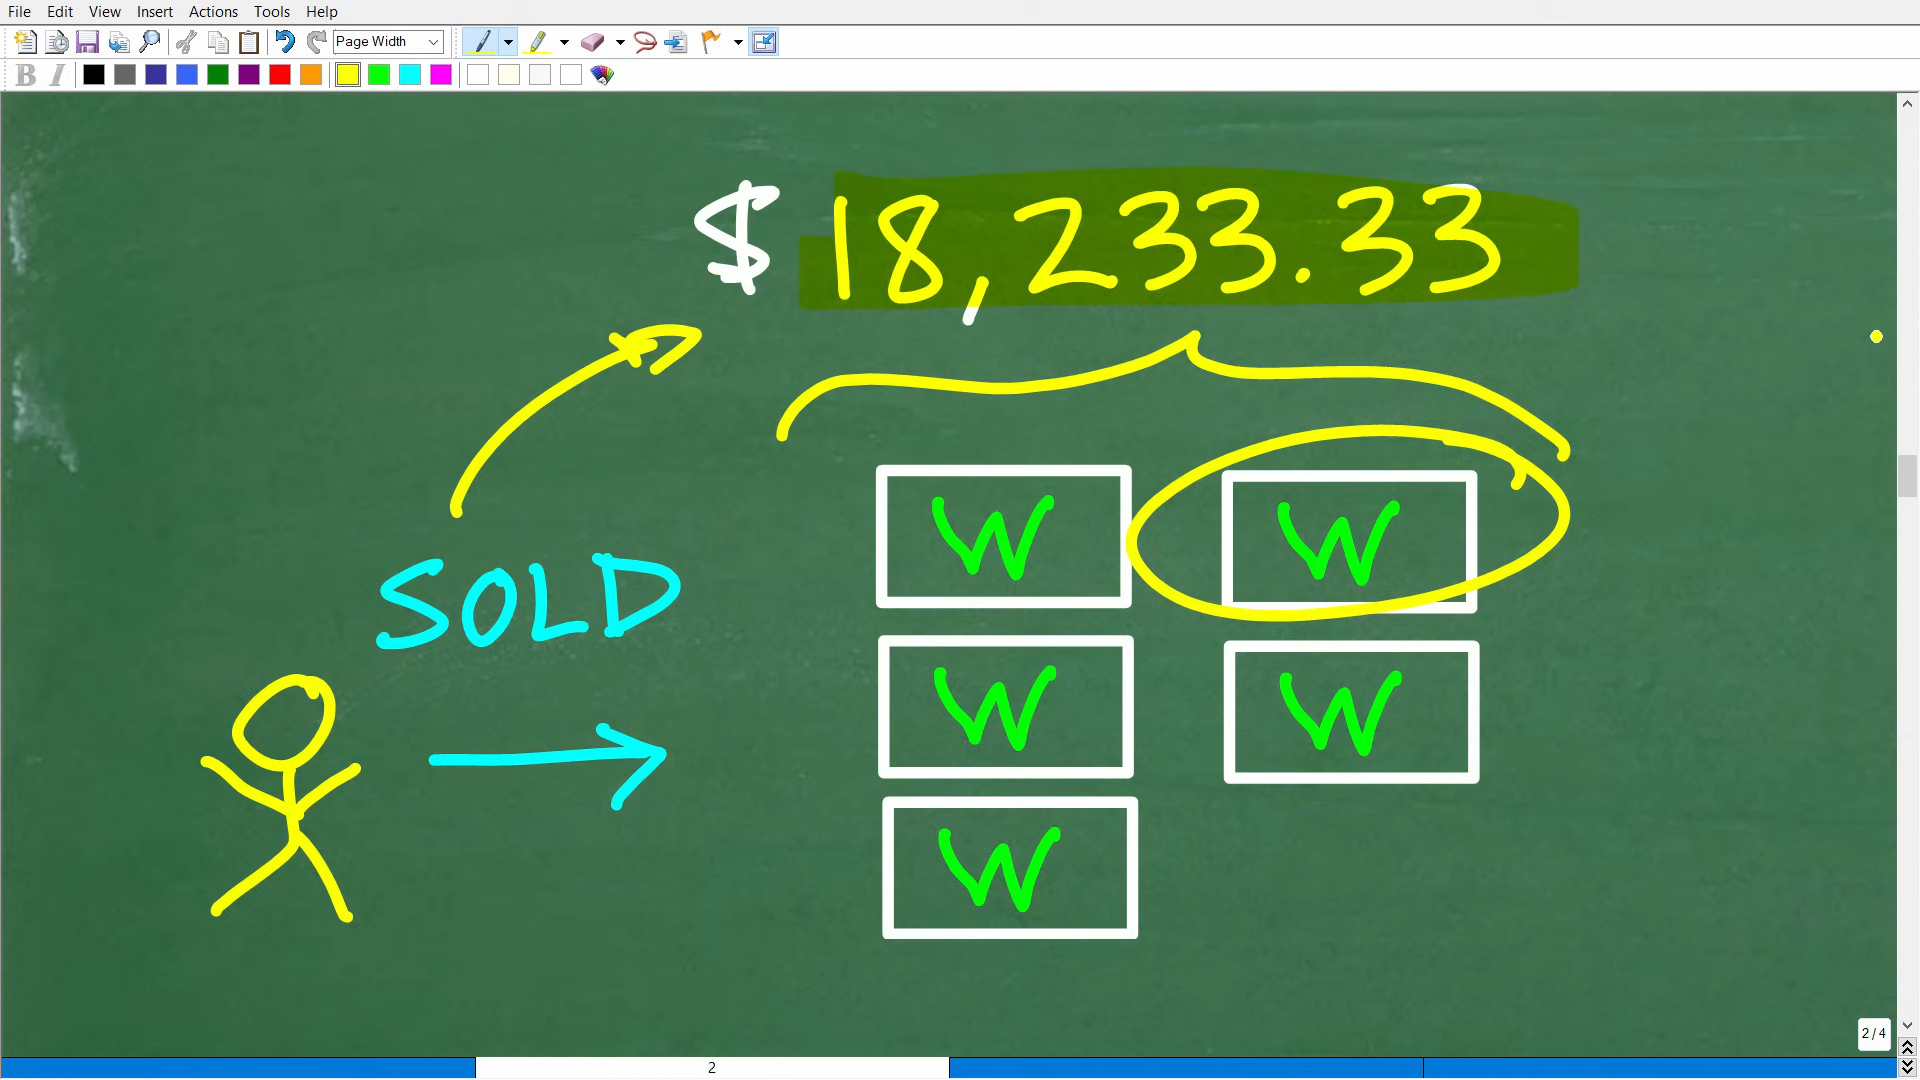 File Edit View Insert Actions Tools Help
Page Width
B I
$ 18,233.33
W W
SOLD
W W
W
2 / 4
2